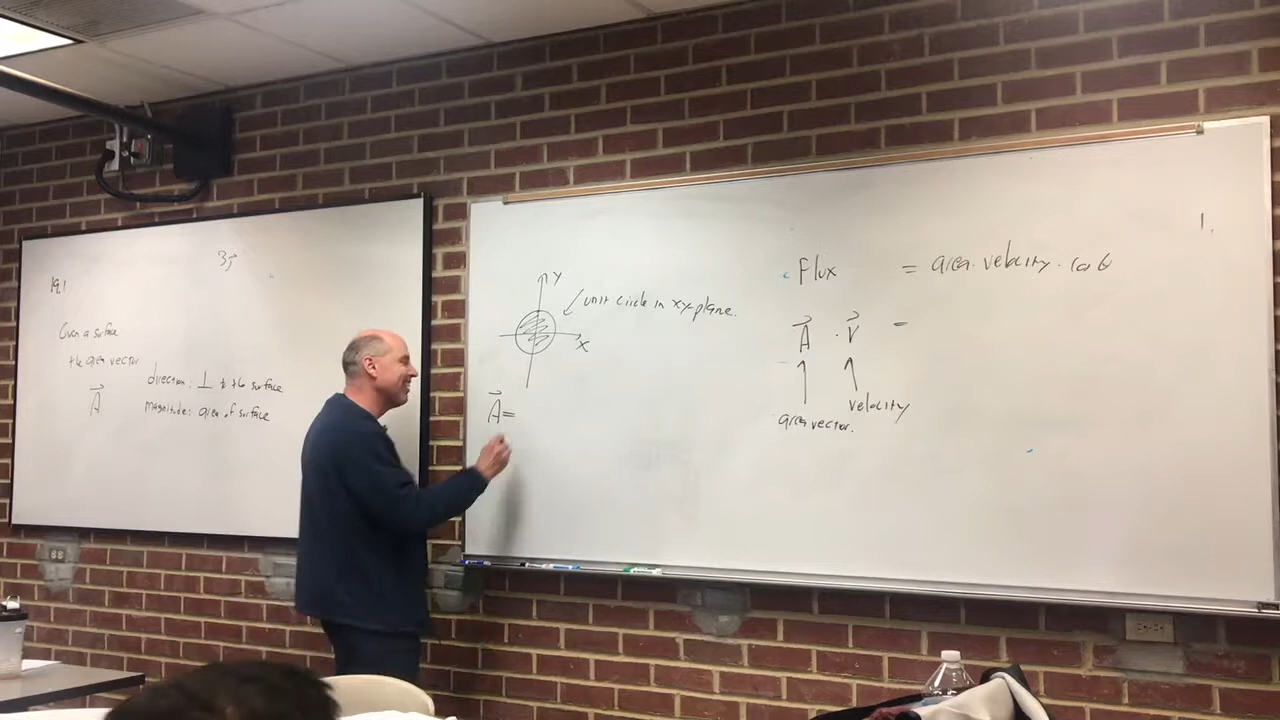 19.1
Given a surface
the area vector
A
direction: ⊥ to the surface
magnitude: area of surface
y
unit circle in xy-plane.
x
A =
1.
Flux = area · velocity · cos θ
A · v =
area vector.
velocity